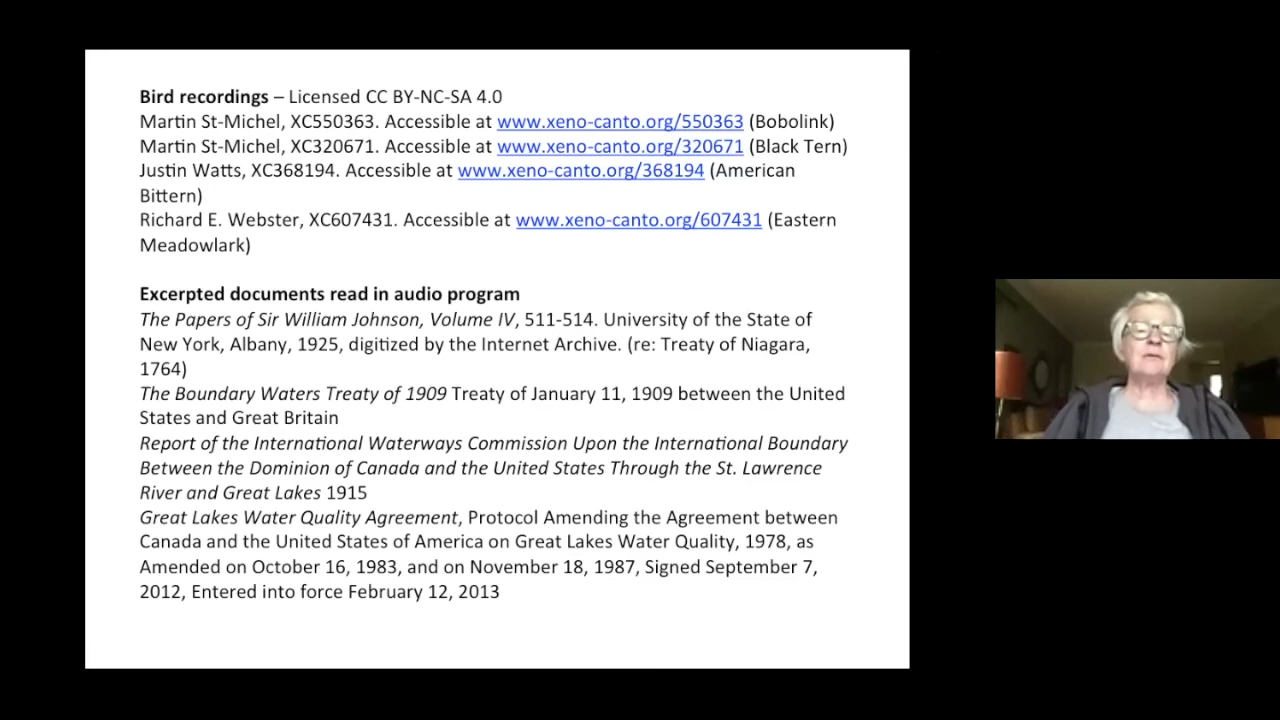 Bird recordings – Licensed CC BY-NC-SA 4.0
Martin St-Michel, XC550363. Accessible at www.xeno-canto.org/550363 (Bobolink)
Martin St-Michel, XC320671. Accessible at www.xeno-canto.org/320671 (Black Tern)
Justin Watts, XC368194. Accessible at www.xeno-canto.org/368194 (American
Bittern)
Richard E. Webster, XC607431. Accessible at www.xeno-canto.org/607431 (Eastern
Meadowlark)
Excerpted documents read in audio program
The Papers of Sir William Johnson, Volume IV, 511-514. University of the State of
New York, Albany, 1925, digitized by the Internet Archive. (re: Treaty of Niagara,
1764)
The Boundary Waters Treaty of 1909 Treaty of January 11, 1909 between the United
States and Great Britain
Report of the International Waterways Commission Upon the International Boundary
Between the Dominion of Canada and the United States Through the St. Lawrence
River and Great Lakes 1915
Great Lakes Water Quality Agreement, Protocol Amending the Agreement between
Canada and the United States of America on Great Lakes Water Quality, 1978, as
Amended on October 16, 1983, and on November 18, 1987, Signed September 7,
2012, Entered into force February 12, 2013